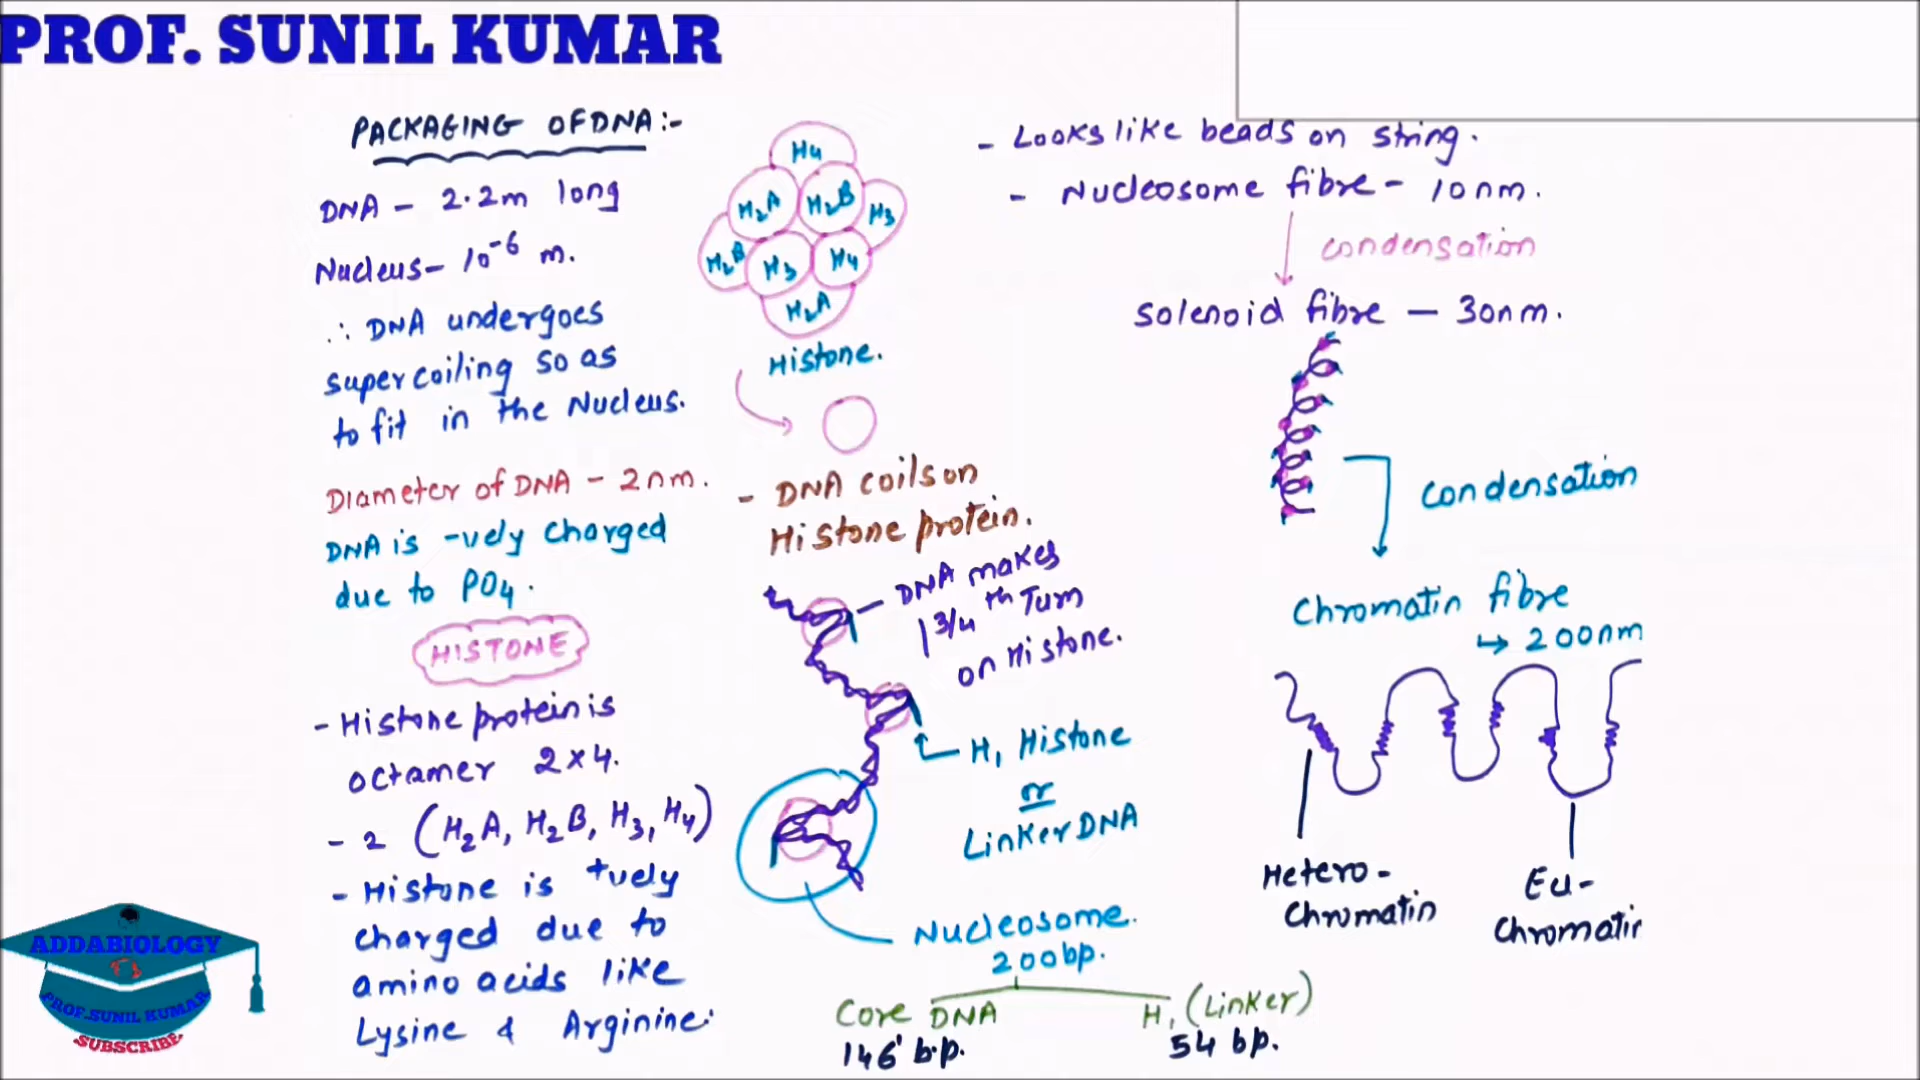 PROF. SUNIL KUMAR
PACKAGING OF DNA:-
DNA - 2.2m long
Nucleus- 10⁻⁶ m.
∴ DNA undergoes
supercoiling so as
to fit in the Nucleus.
Diameter of DNA - 2nm.
DNA is -vely charged
due to PO4.
HISTONE
- Histone protein is
octamer 2x4.
- 2 (H2A, H2B, H3, H4)
- Histone is +vely
charged due to
amino acids like
Lysine & Arginine.
H4
H2A
H2B
H3
H2B
H3
H4
H2A
Histone.
- DNA coils on
Histone protein.
DNA makes
1 3/4 th Turn
on Histone.
H1 Histone
or
Linker DNA
Nucleosome.
200bp.
Core DNA
146 b.p.
H1 (Linker)
54 bp.
- Looks like beads on string.
- Nucleosome fibre - 10nm.
condensation
Solenoid fibre - 30nm.
Condensation
Chromatin fibre
↳ 200nm
Hetero-
Chromatin
Eu-
Chromatin
ADDABIOLOGY
PROF.SUNIL KUMAR
SUBSCRIBE